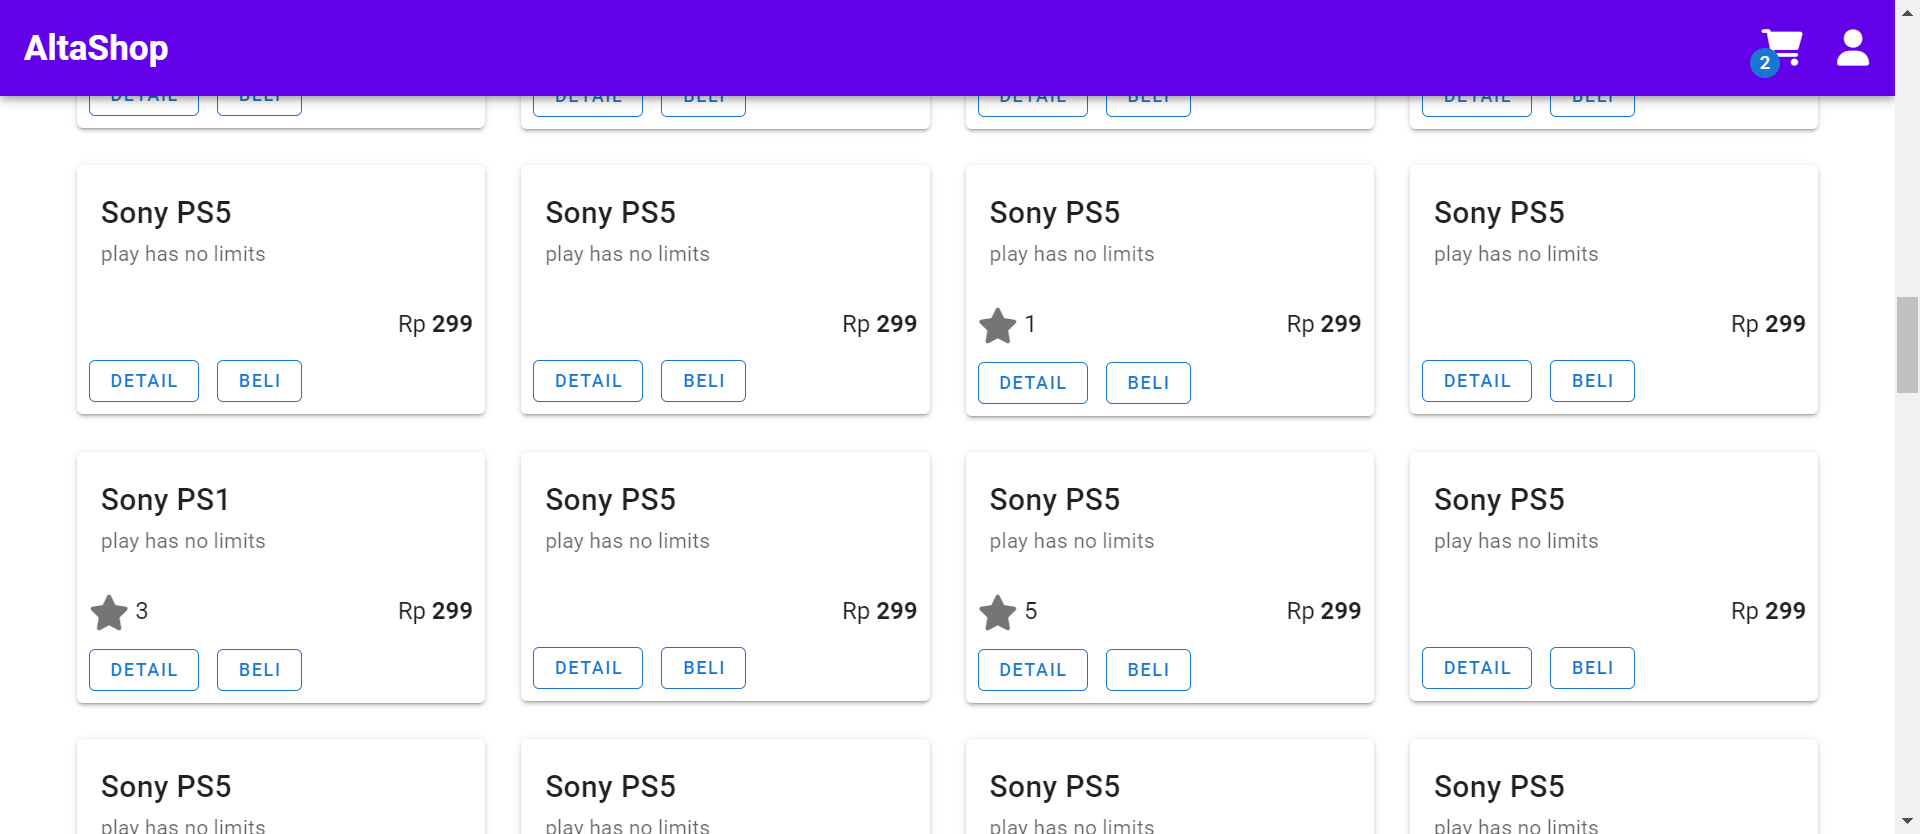 AltaShop
2
DETAIL BELI DETAIL BELI DETAIL BELI DETAIL BELI
Sony PS5 Sony PS5 Sony PS5 Sony PS5
play has no limits play has no limits play has no limits play has no limits
Rp 299 Rp 299 1 Rp 299 Rp 299
DETAIL BELI DETAIL BELI DETAIL BELI DETAIL BELI
Sony PS1 Sony PS5 Sony PS5 Sony PS5
play has no limits play has no limits play has no limits play has no limits
3 Rp 299 Rp 299 5 Rp 299 Rp 299
DETAIL BELI DETAIL BELI DETAIL BELI DETAIL BELI
Sony PS5 Sony PS5 Sony PS5 Sony PS5
play has no limits play has no limits play has no limits play has no limits